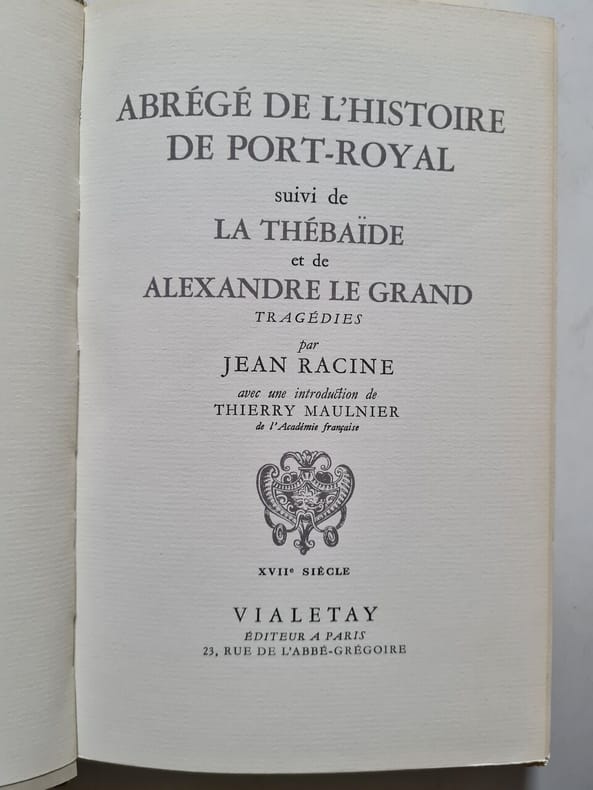 ABRÉGÉ DE L'HISTOIRE
DE PORT-ROYAL
suivi de
LA THÉBAÏDE
et de
ALEXANDRE LE GRAND
TRAGÉDIES
par
JEAN RACINE
avec une introduction de
THIERRY MAULNIER
de l'Académie française
XVIIe SIÈCLE
VIALETAY
ÉDITEUR A PARIS
23, RUE DE L'ABBÉ-GRÉGOIRE